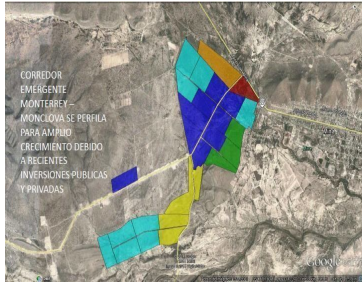 CORREDOR
EMERGENTE
MONTERREY –
MONCLOVA SE PERFILA
PARA AMPLIO
CRECIMIENTO DEBIDO
A RECIENTES
INVERSIONES PUBLICAS
Y PRIVADAS
Google